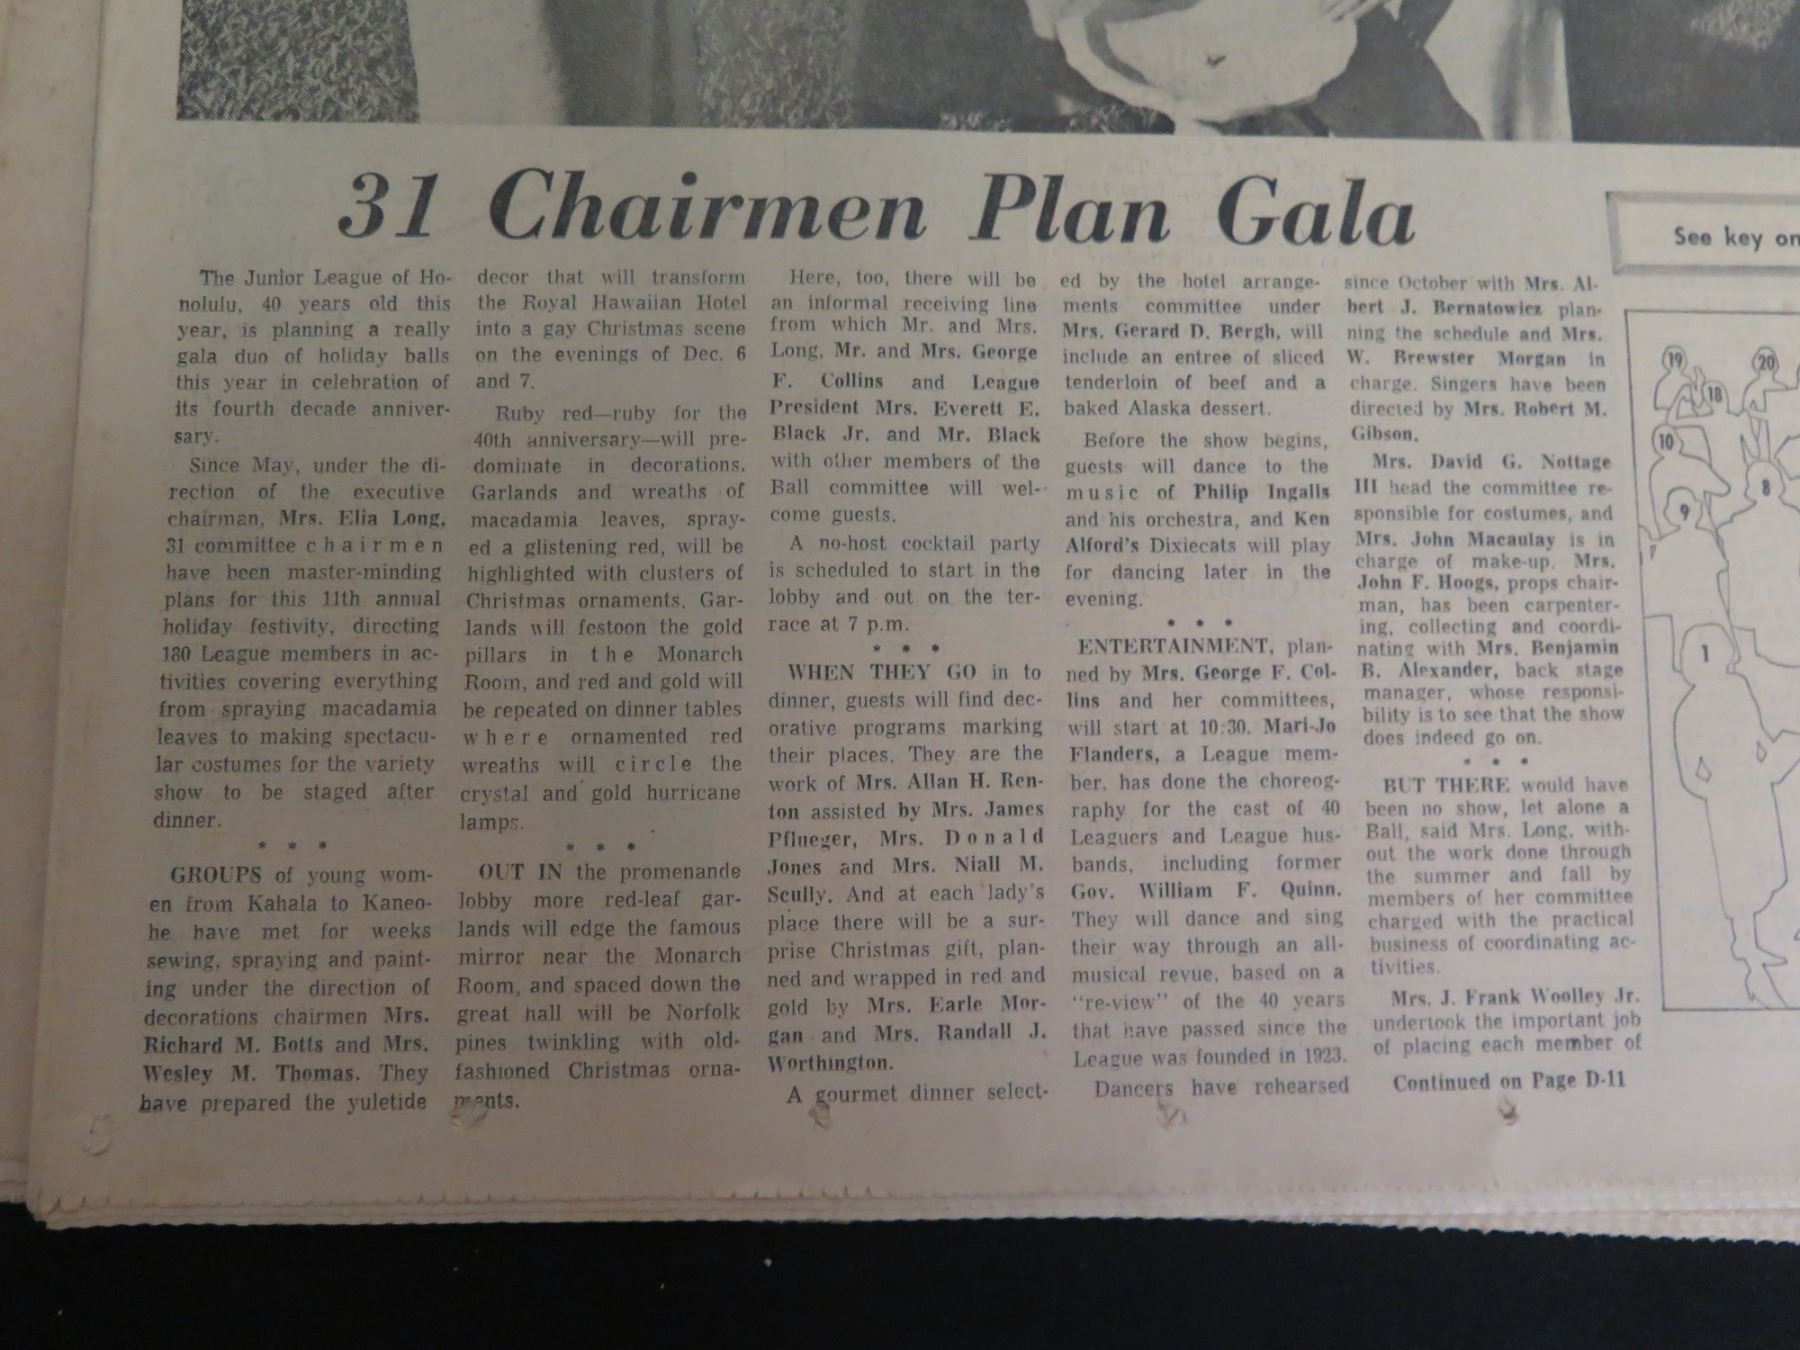 31 Chairmen Plan Gala
The Junior League of Ho-
nolulu, 40 years old this
year, is planning a really
gala duo of holiday balls
this year in celebration of
its fourth decade anniver-
sary.
Since May, under the di-
rection of the executive
chairman, Mrs. Elia Long,
31 committee chairmen
have been master-minding
plans for this 11th annual
holiday festivity, directing
180 League members in ac-
tivities covering everything
from spraying macadamia
leaves to making spectacu-
lar costumes for the variety
show to be staged after
dinner.
* * *
GROUPS of young wom-
en from Kahala to Kaneo-
he have met for weeks
sewing, spraying and paint-
ing under the direction of
decorations chairmen Mrs.
Richard M. Botts and Mrs.
Wesley M. Thomas. They
have prepared the yuletide
decor that will transform
the Royal Hawaiian Hotel
into a gay Christmas scene
on the evenings of Dec. 6
and 7.
Ruby red—ruby for the
40th anniversary—will pre-
dominate in decorations.
Garlands and wreaths of
macadamia leaves, spray-
ed a glistening red, will be
highlighted with clusters of
Christmas ornaments. Gar-
lands will festoon the gold
pillars in the Monarch
Room, and red and gold will
be repeated on dinner tables
where ornamented red
wreaths will circle the
crystal and gold hurricane
lamps.
* * *
OUT IN the promenande
lobby more red-leaf gar-
lands will edge the famous
mirror near the Monarch
Room, and spaced down the
great hall will be Norfolk
pines twinkling with old-
fashioned Christmas orna-
ments.
Here, too, there will be
an informal receiving line
from which Mr. and Mrs.
Long, Mr. and Mrs. George
F. Collins and League
President Mrs. Everett E.
Black Jr. and Mr. Black
with other members of the
Ball committee will wel-
come guests.
A no-host cocktail party
is scheduled to start in the
lobby and out on the ter-
race at 7 p.m.
* * *
WHEN THEY GO in to
dinner, guests will find dec-
orative programs marking
their places. They are the
work of Mrs. Allan H. Ren-
ton assisted by Mrs. James
Pflueger, Mrs. Donald
Jones and Mrs. Niall M.
Scully. And at each lady's
place there will be a sur-
prise Christmas gift, plan-
ned and wrapped in red and
gold by Mrs. Earle Mor-
gan and Mrs. Randall J.
Worthington.
A gourmet dinner select-
ed by the hotel arrange-
ments committee under
Mrs. Gerard D. Bergh, will
include an entree of sliced
tenderloin of beef and a
baked Alaska dessert.
Before the show begins,
guests will dance to the
music of Philip Ingalls
and his orchestra, and Ken
Alford's Dixiecats will play
for dancing later in the
evening.
* * *
ENTERTAINMENT, plan-
ned by Mrs. George F. Col-
lins and her committees,
will start at 10:30. Mari-Jo
Flanders, a League mem-
ber, has done the choreog-
raphy for the cast of 40
Leaguers and League hus-
bands, including former
Gov. William F. Quinn.
They will dance and sing
their way through an all-
musical revue, based on a
"re-view" of the 40 years
that have passed since the
League was founded in 1923.
Dancers have rehearsed
since October with Mrs. Al-
bert J. Bernatowicz plan-
ning the schedule and Mrs.
W. Brewster Morgan in
charge. Singers have been
directed by Mrs. Robert M.
Gibson.
Mrs. David G. Nottage
III head the committee re-
sponsible for costumes, and
Mrs. John Macaulay is in
charge of make-up. Mrs.
John F. Hoogs, props chair-
man, has been carpenter-
ing, collecting and coordi-
nating with Mrs. Benjamin
B. Alexander, back stage
manager, whose responsi-
bility is to see that the show
does indeed go on.
* * *
BUT THERE would have
been no show, let alone a
Ball, said Mrs. Long, with-
out the work done through
the summer and fall by
members of her committee
charged with the practical
business of coordinating ac-
tivities.
Mrs. J. Frank Woolley Jr.
undertook the important job
of placing each member of
Continued on Page D-11
See key on
19
20
18
10
8
9
1